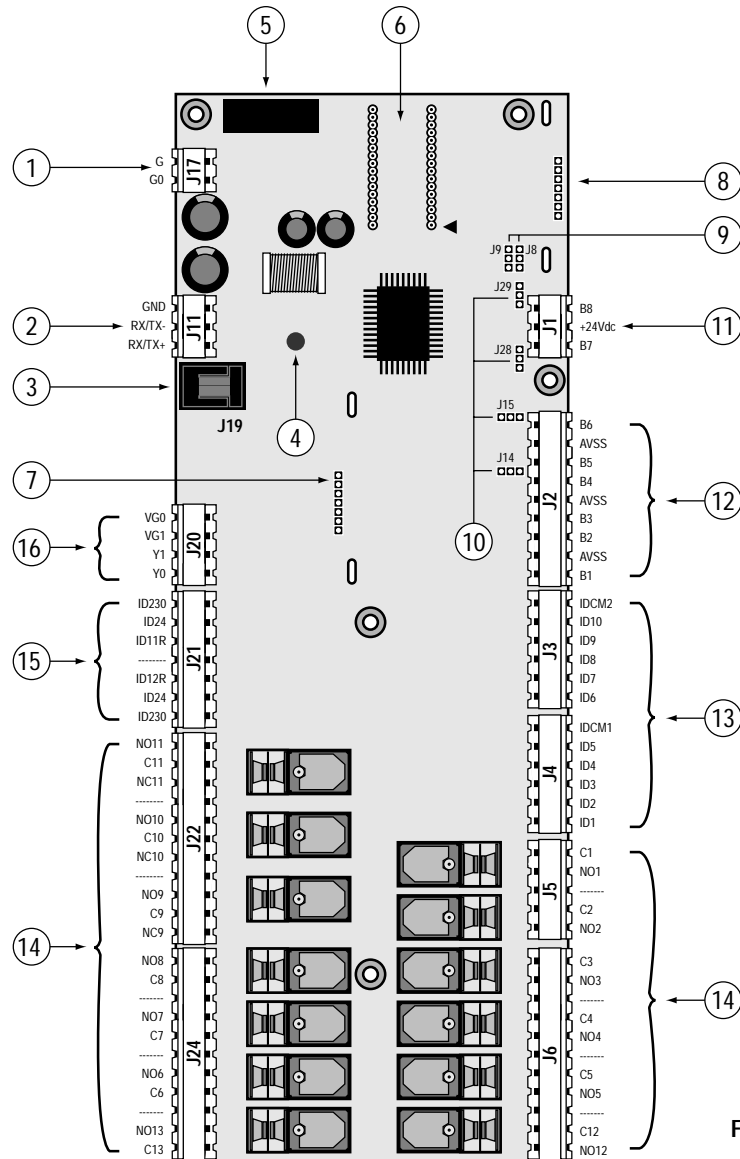 5
6
1
G
G0
J17
8
9
J9
J8
J29
2
GND
RX/TX-
RX/TX+
J11
J1
B8
+24Vdc
B7
11
J28
3
J19
4
J15
J14
7
10
J2
B6
AVSS
B5
B4
AVSS
B3
B2
AVSS
B1
12
16
VG0
VG1
Y1
Y0
J20
15
ID230
ID24
ID11R
--------
ID12R
ID24
ID230
J21
J3
IDCM2
ID10
ID9
ID8
ID7
ID6
13
J4
IDCM1
ID5
ID4
ID3
ID2
ID1
14
NO11
C11
NC11
--------
NO10
C10
NC10
--------
NO9
C9
NC9
J22
NO8
C8
-------
NO7
C7
-------
NO6
C6
-------
NO13
C13
J24
J5
C1
NO1
-------
C2
NO2
J6
C3
NO3
-------
C4
NO4
-------
C5
NO5
-------
C12
NO12
14
F